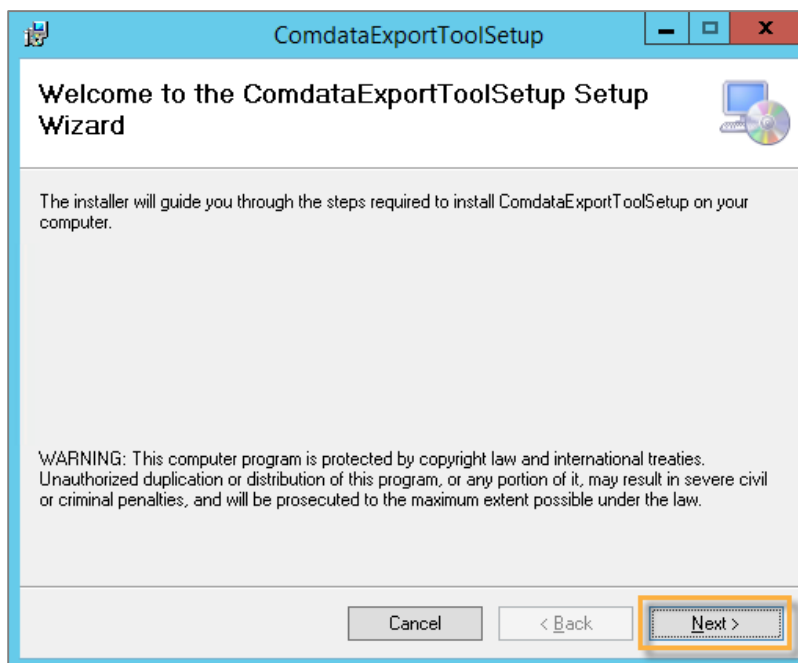 ComdataExportToolSetup
Welcome to the ComdataExportToolSetup Setup
Wizard
The installer will guide you through the steps required to install ComdataExportToolSetup on your
computer.
WARNING: This computer program is protected by copyright law and international treaties.
Unauthorized duplication or distribution of this program, or any portion of it, may result in severe civil
or criminal penalties, and will be prosecuted to the maximum extent possible under the law.
Cancel < Back Next >